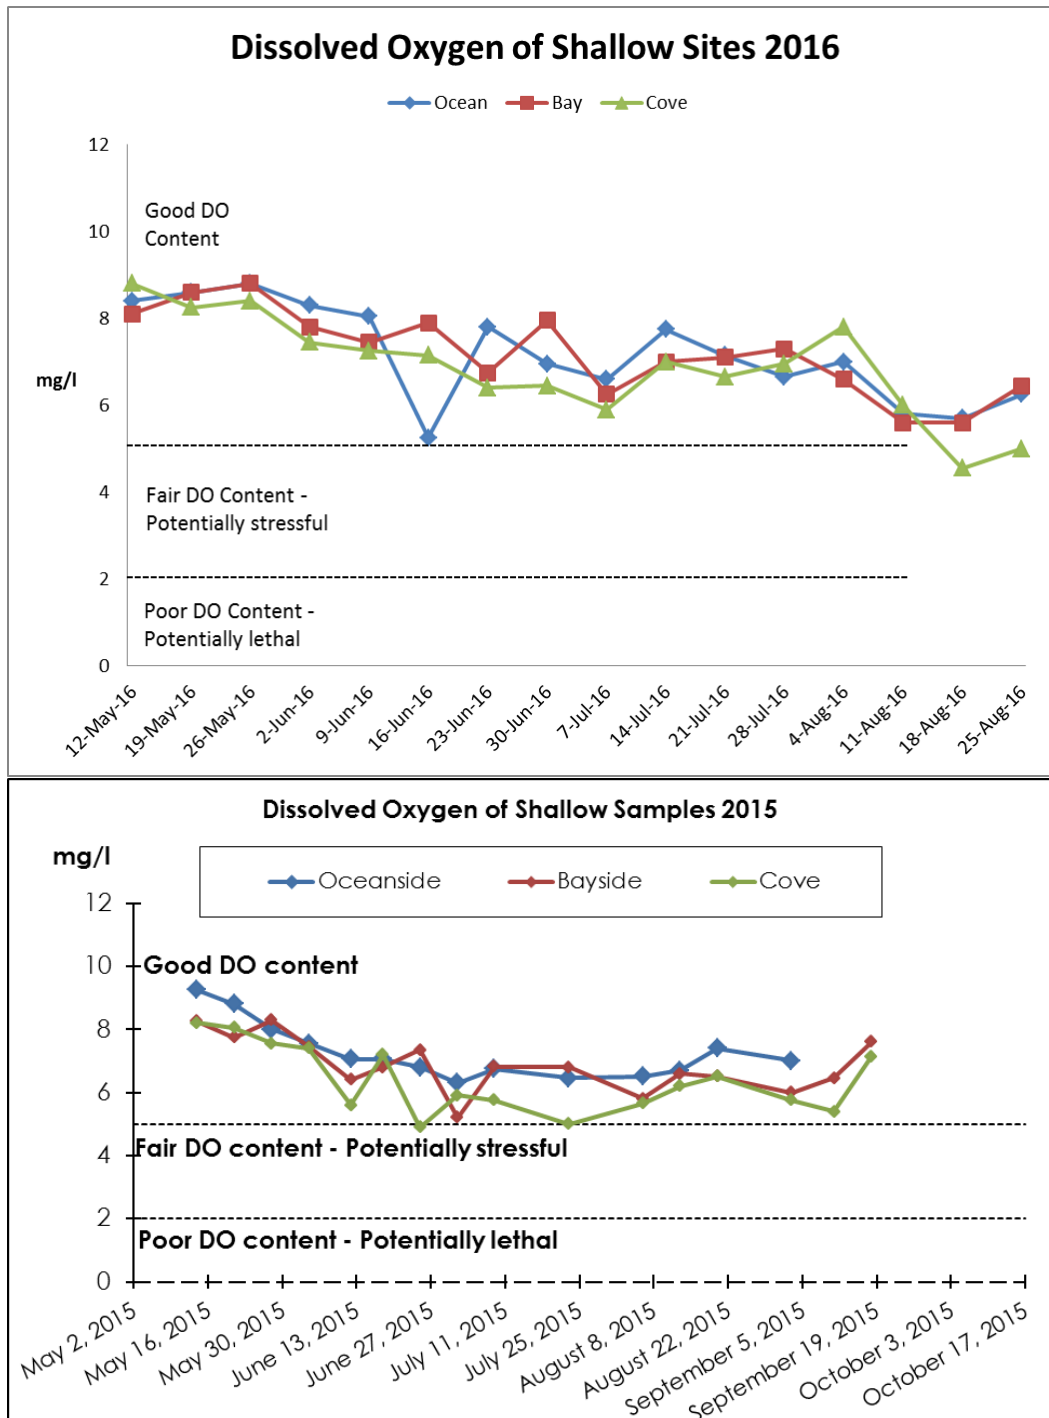 Dissolved Oxygen of Shallow Sites 2016
Ocean Bay Cove
12
10
8
mg/l
6
4
2
0
Good DO
Content
Fair DO Content -
Potentially stressful
Poor DO Content -
Potentially lethal
12-May-16
19-May-16
26-May-16
2-Jun-16
9-Jun-16
16-Jun-16
23-Jun-16
30-Jun-16
7-Jul-16
14-Jul-16
21-Jul-16
28-Jul-16
4-Aug-16
11-Aug-16
18-Aug-16
25-Aug-16
Dissolved Oxygen of Shallow Samples 2015
mg/l
Oceanside Bayside Cove
12
10
8
6
4
2
0
Good DO content
Fair DO content - Potentially stressful
Poor DO content - Potentially lethal
May 2, 2015
May 16, 2015
May 30, 2015
June 13, 2015
June 27, 2015
July 11, 2015
July 25, 2015
August 8, 2015
August 22, 2015
September 5, 2015
September 19, 2015
October 3, 2015
October 17, 2015